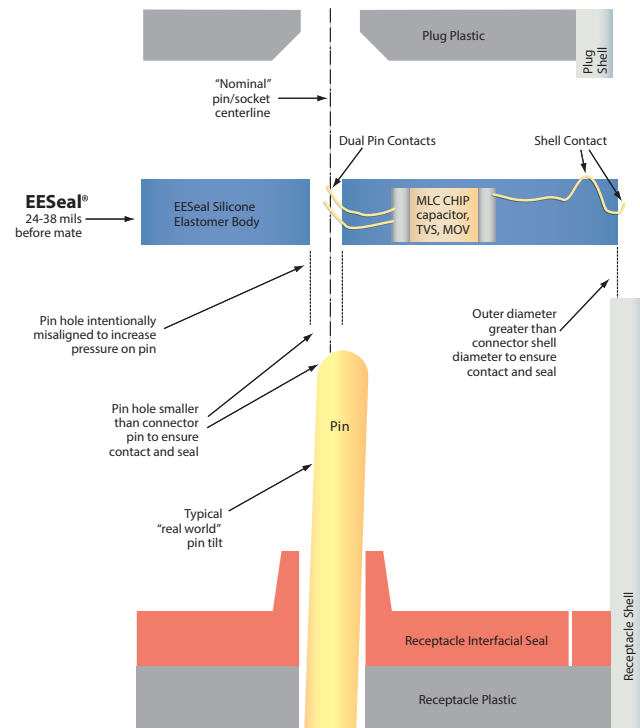 Plug Plastic
Plug
Shell
“Nominal”
pin/socket
centerline
Dual Pin Contacts
Shell Contact
EESeal®
24-38 mils
before mate
EESeal Silicone
Elastomer Body
MLC CHIP
capacitor,
TVS, MOV
Pin hole intentionally
misaligned to increase
pressure on pin
Outer diameter
greater than
connector shell
diameter to ensure
contact and seal
Pin hole smaller
than connector
pin to ensure
contact and seal
Pin
Typical
“real world”
pin tilt
Receptacle Interfacial Seal
Receptacle Plastic
Receptacle Shell